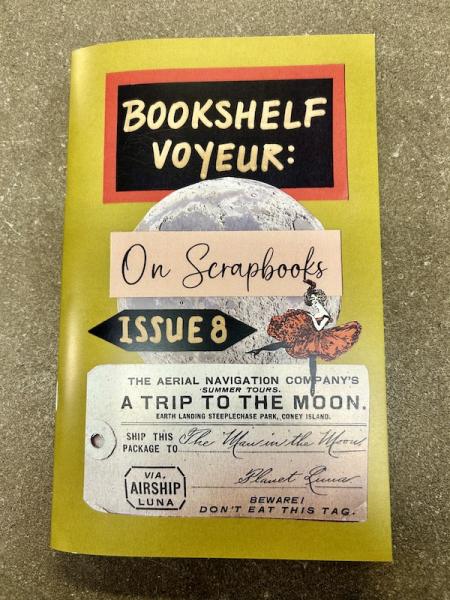 BOOKSHELF
VOYEUR:
On Scrapbooks
ISSUE 8
THE AERIAL NAVIGATION COMPANY'S
SUMMER TOURS.
A TRIP TO THE MOON.
EARTH LANDING STEEPLECHASE PARK, CONEY ISLAND.
SHIP THIS PACKAGE TO The Man in the Moon
Planet Luna
VIA.
AIRSHIP
LUNA
BEWARE!
DON'T EAT THIS TAG.